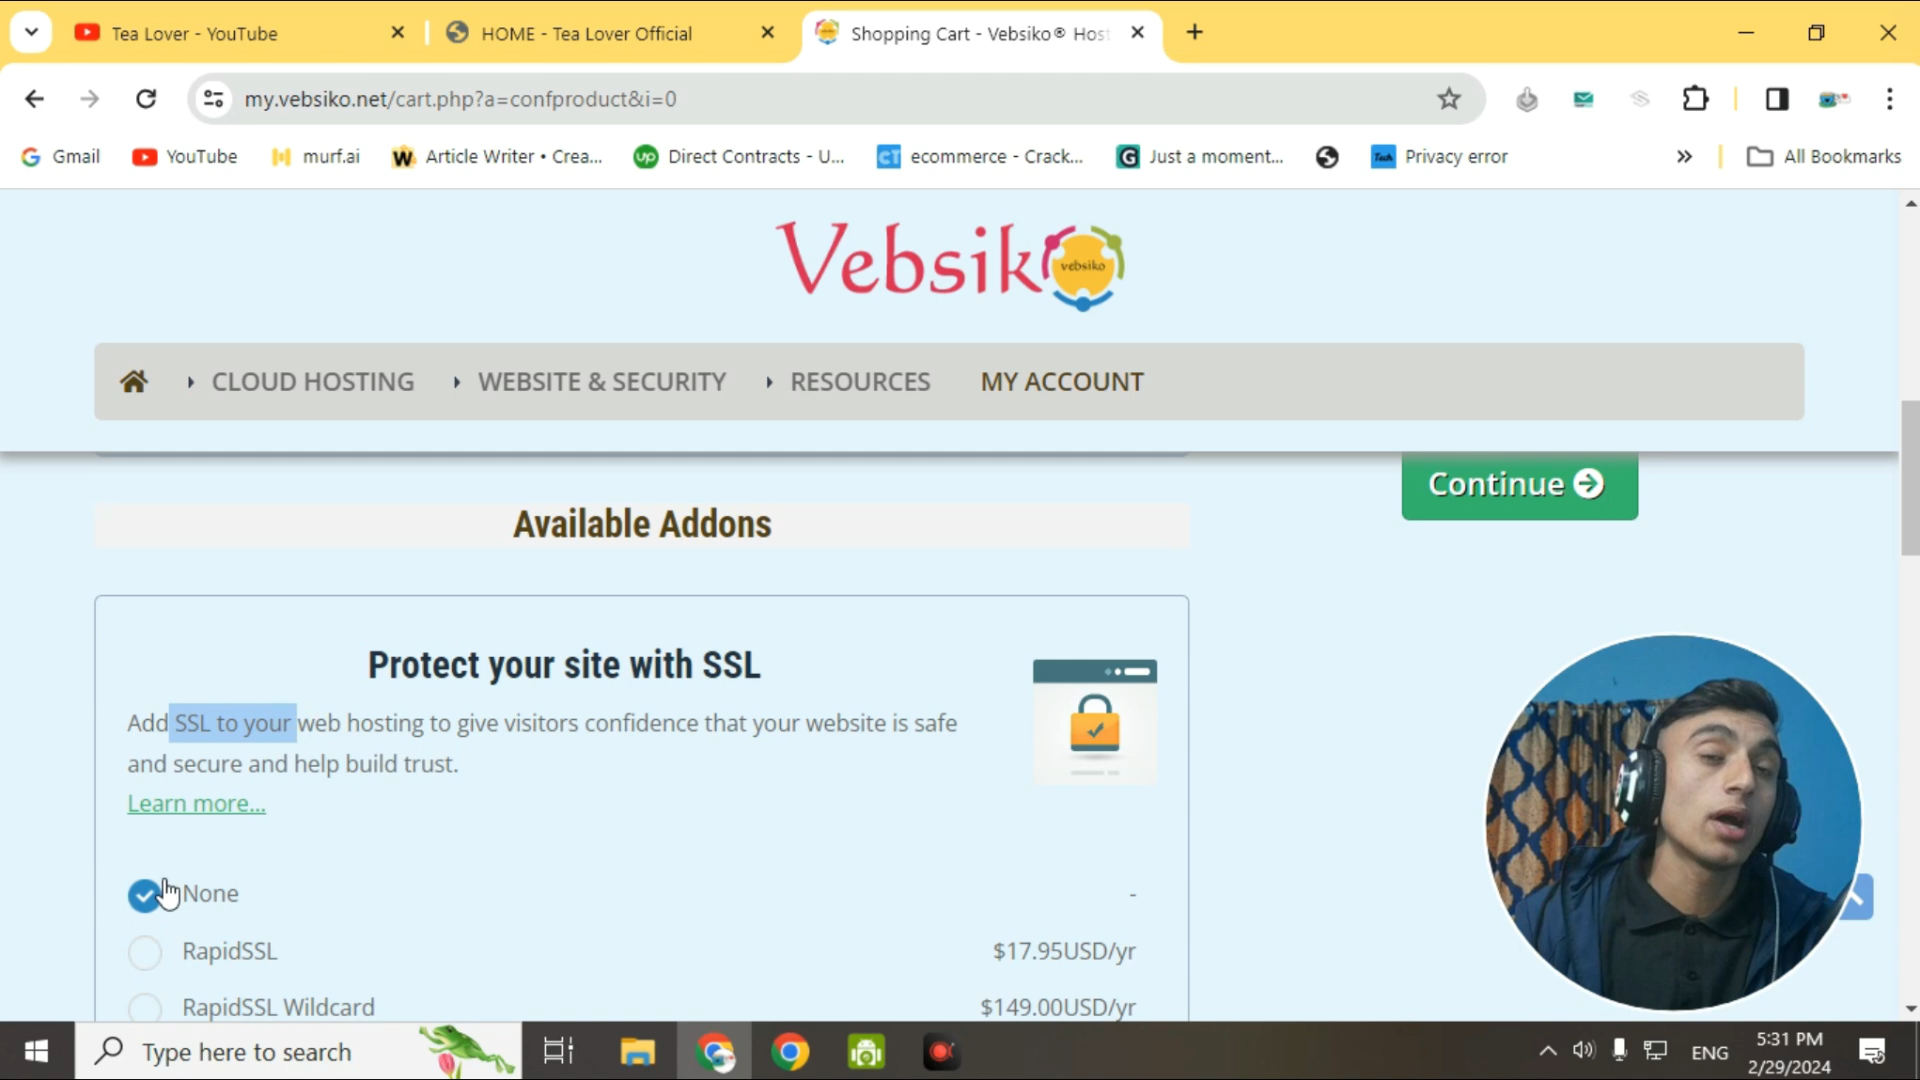 Tea Lover - YouTube
HOME - Tea Lover Official
Shopping Cart - Vebsiko® Host
my.vebsiko.net/cart.php?a=confproduct&i=0
Gmail
YouTube
murf.ai
Article Writer • Crea...
Direct Contracts - U...
ecommerce - Crack...
Just a moment...
Privacy error
All Bookmarks
Vebsiko
vebsiko
CLOUD HOSTING
WEBSITE & SECURITY
RESOURCES
MY ACCOUNT
Continue
Available Addons
Protect your site with SSL
Add SSL to your web hosting to give visitors confidence that your website is safe
and secure and help build trust.
Learn more...
None -
RapidSSL $17.95USD/yr
RapidSSL Wildcard $149.00USD/yr
Type here to search
ENG
5:31 PM
2/29/2024